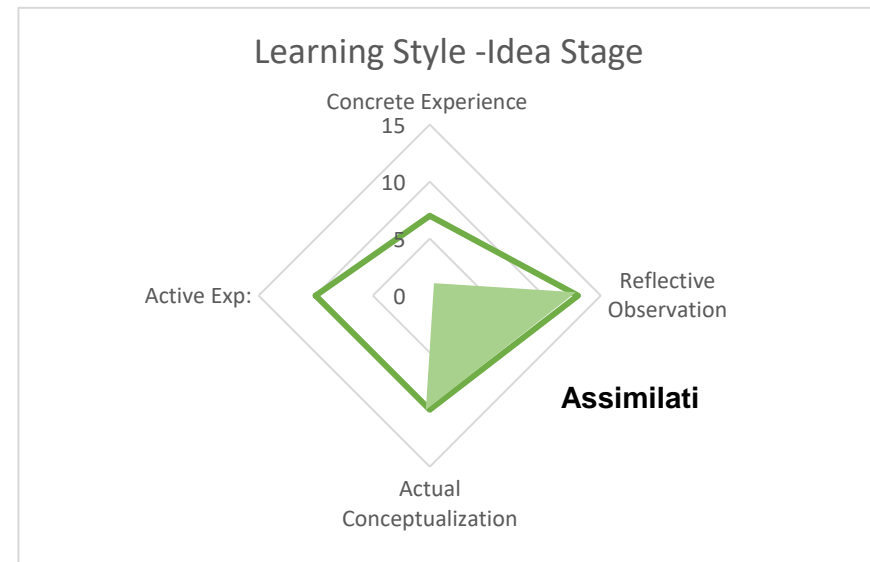 Learning Style -Idea Stage
Concrete Experience
15
10
5
0
Active Exp:
Reflective
Observation
Assimilati
Actual
Conceptualization